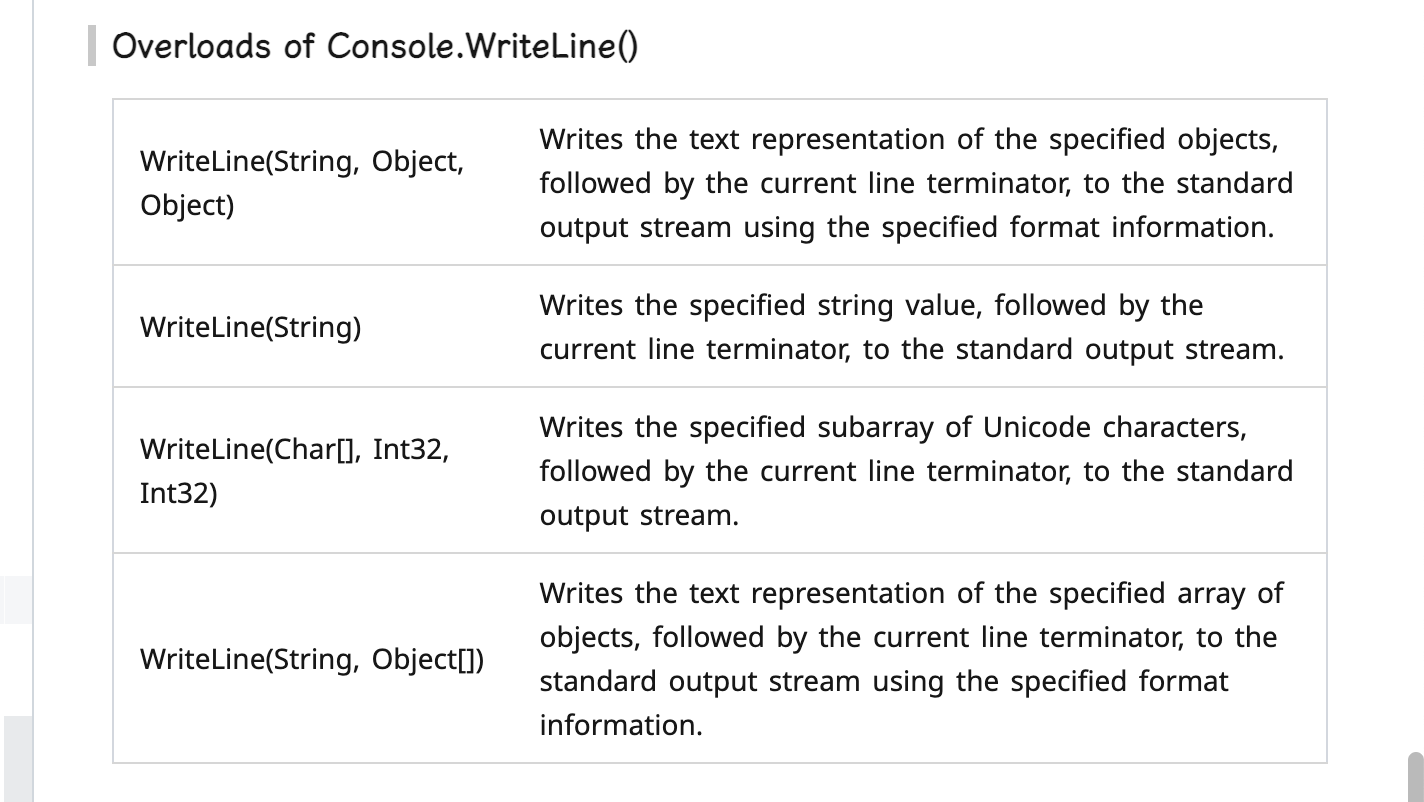 Overloads of Console.WriteLine()
WriteLine(String, Object,
Object)
Writes the text representation of the specified objects,
followed by the current line terminator, to the standard
output stream using the specified format information.
WriteLine(String)
Writes the specified string value, followed by the
current line terminator, to the standard output stream.
WriteLine(Char[], Int32,
Int32)
Writes the specified subarray of Unicode characters,
followed by the current line terminator, to the standard
output stream.
WriteLine(String, Object[])
Writes the text representation of the specified array of
objects, followed by the current line terminator, to the
standard output stream using the specified format
information.